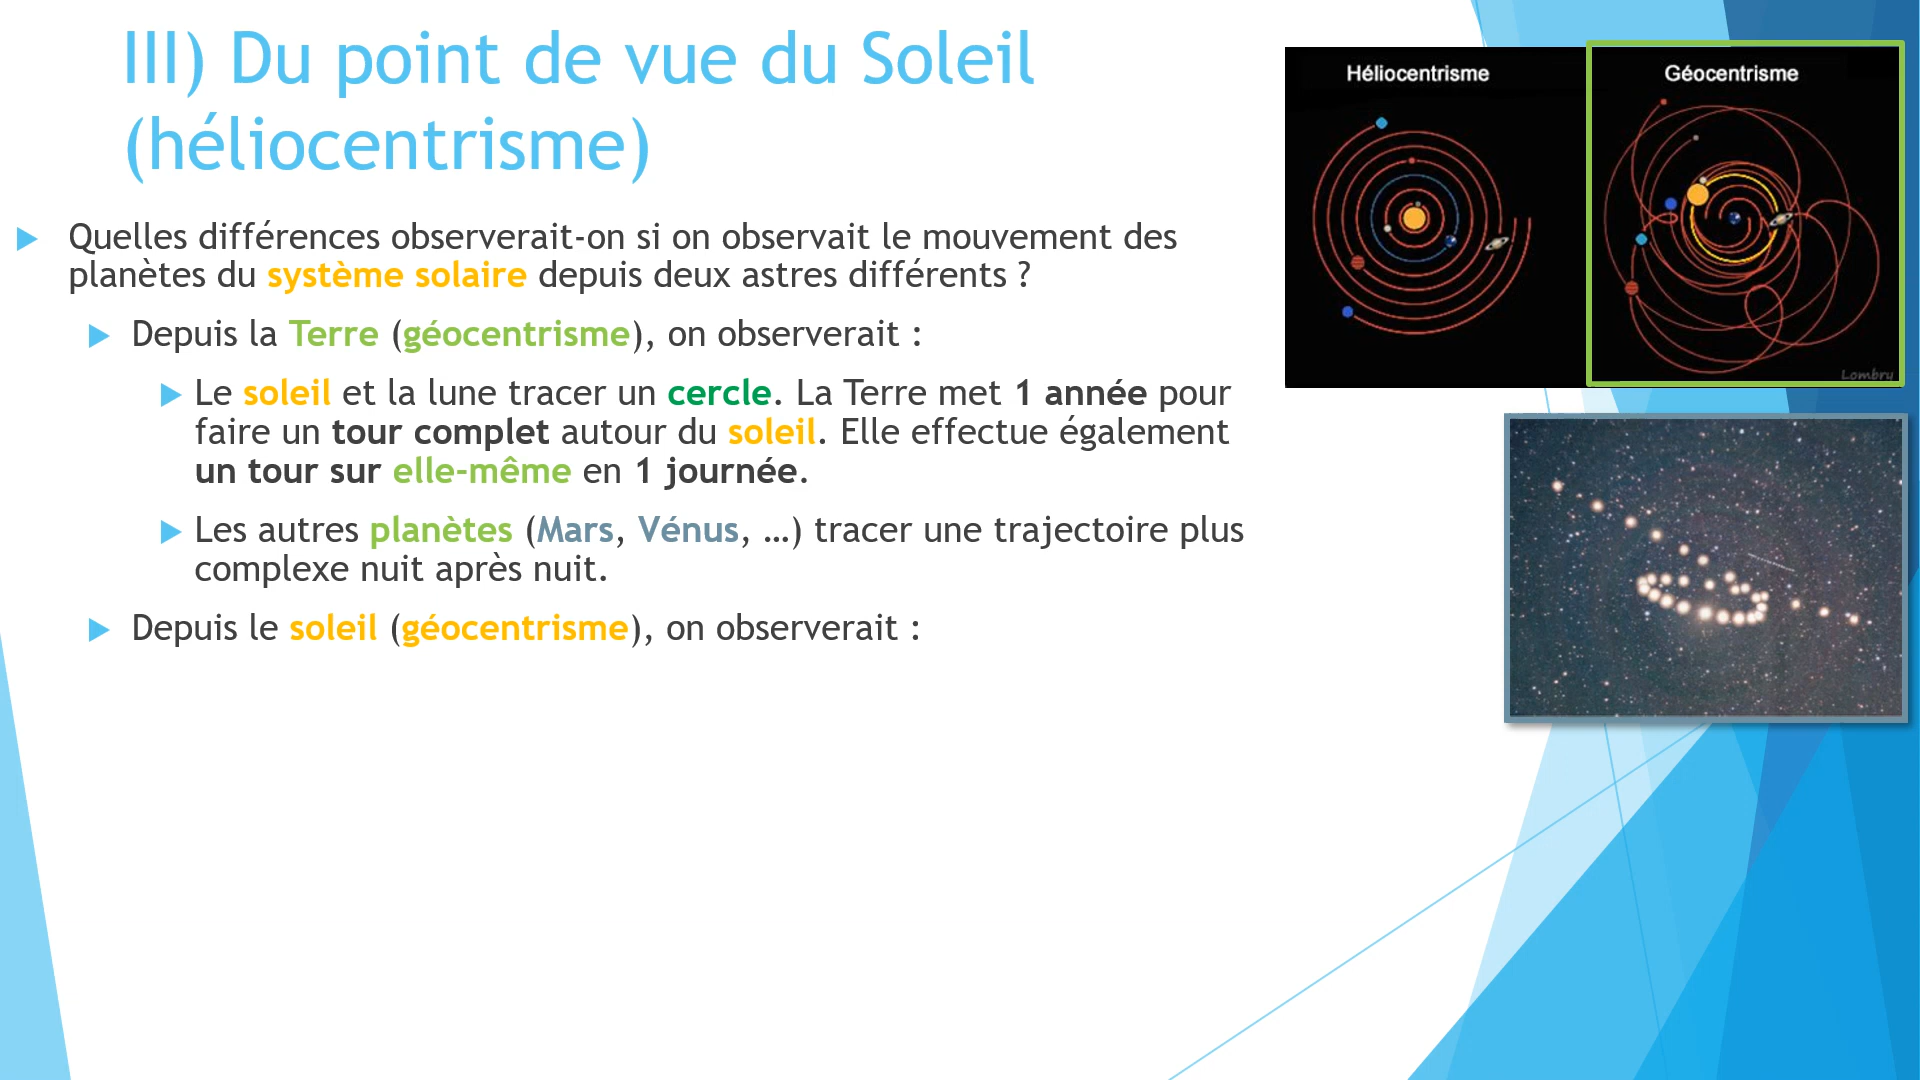 III) Du point de vue du Soleil
(héliocentrisme)
Quelles différences observerait-on si on observait le mouvement des
planètes du système solaire depuis deux astres différents ?
Depuis la Terre (géocentrisme), on observerait :
Le soleil et la lune tracer un cercle. La Terre met 1 année pour
faire un tour complet autour du soleil. Elle effectue également
un tour sur elle-même en 1 journée.
Les autres planètes (Mars, Vénus, …) tracer une trajectoire plus
complexe nuit après nuit.
Depuis le soleil (géocentrisme), on observerait :
Héliocentrisme
Géocentrisme
Lombry